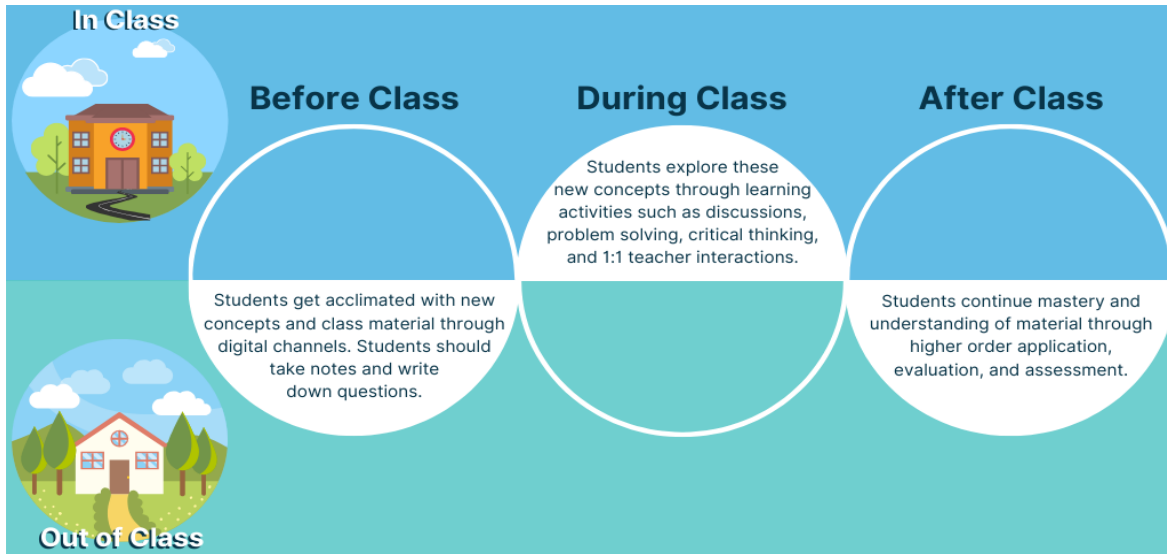 In Class
Before Class
During Class
After Class
Students explore these
new concepts through learning
activities such as discussions,
problem solving, critical thinking,
and 1:1 teacher interactions.
Students get acclimated with new
concepts and class material through
digital channels. Students should
take notes and write
down questions.
Students continue mastery and
understanding of material through
higher order application,
evaluation, and assessment.
Out of Class